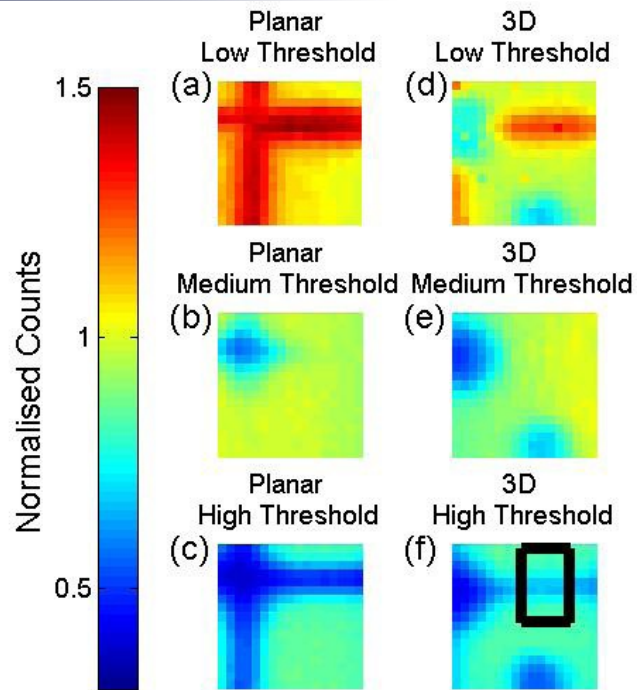 Planar
Low Threshold
3D
Low Threshold
(a)
(d)
1.5
Planar
Medium Threshold
3D
Medium Threshold
(b)
(e)
Normalised Counts
1
Planar
High Threshold
3D
High Threshold
(c)
(f)
0.5